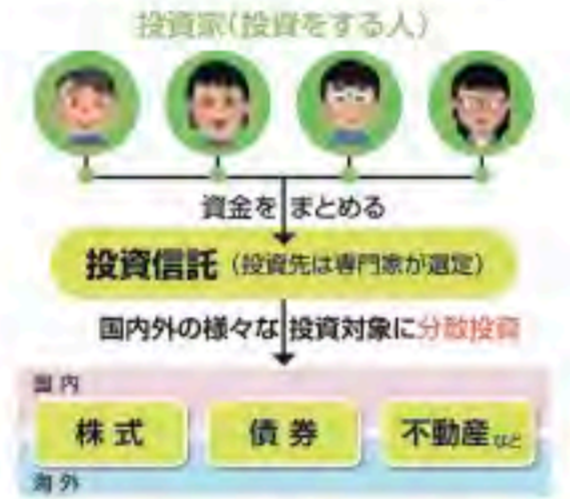 投資家(投資をする人)
資金をまとめる
投資信託(投資先は専門家が選定)
国内外の様々な投資対象に分散投資
国内
株式 債券 不動産など
海外